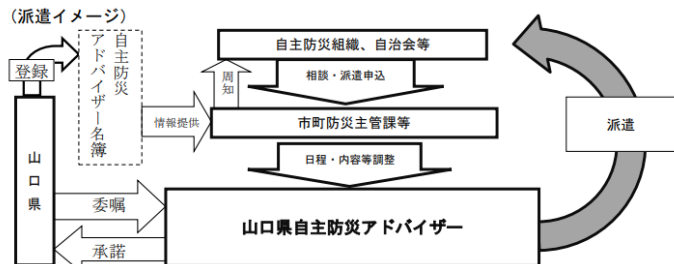 （派遣イメージ）
登録
自主防災
アドバイザー名簿
自主防災組織、自治会等
周知
相談・派遣申込
情報提供
市町防災主管課等
派遣
日程・内容等調整
山口県
委嘱
山口県自主防災アドバイザー
承諾